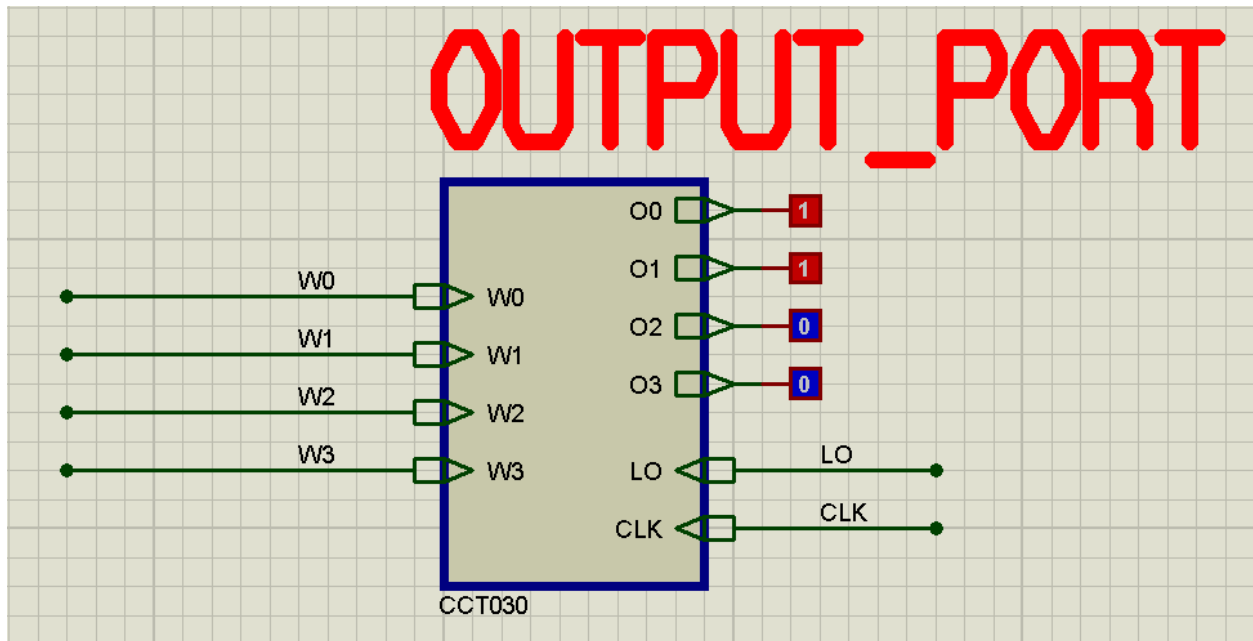 OUTPUT_PORT
O0 1
O1 1
W0 W0
O2 0
W1 W1
O3 0
W2 W2
W3 W3 LO LO
CLK CLK
CCT030